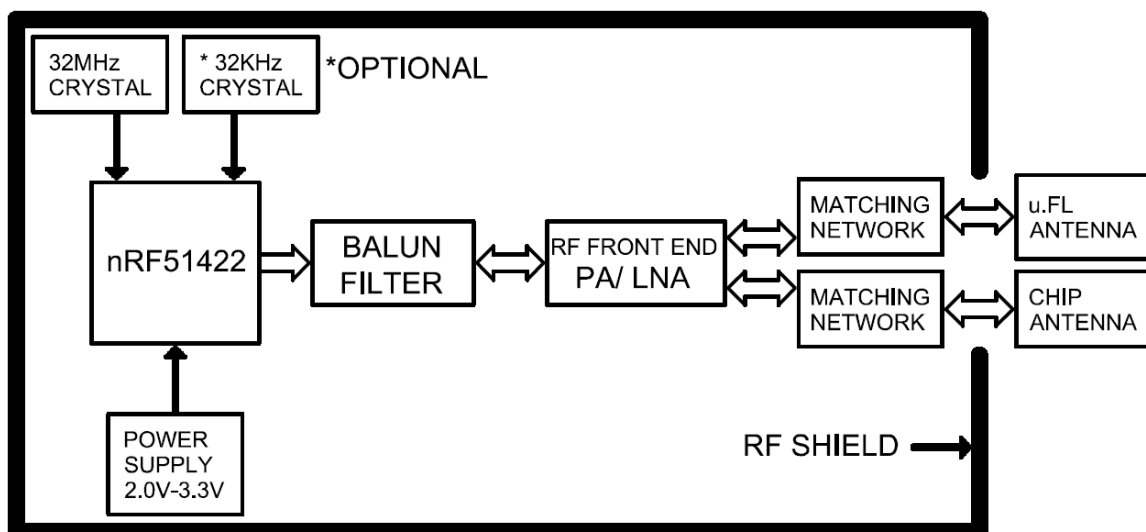 32MHz
CRYSTAL
* 32KHz
CRYSTAL
*OPTIONAL
nRF51422
BALUN
FILTER
RF FRONT END
PA/ LNA
MATCHING
NETWORK
u.FL
ANTENNA
MATCHING
NETWORK
CHIP
ANTENNA
POWER
SUPPLY
2.0V-3.3V
RF SHIELD